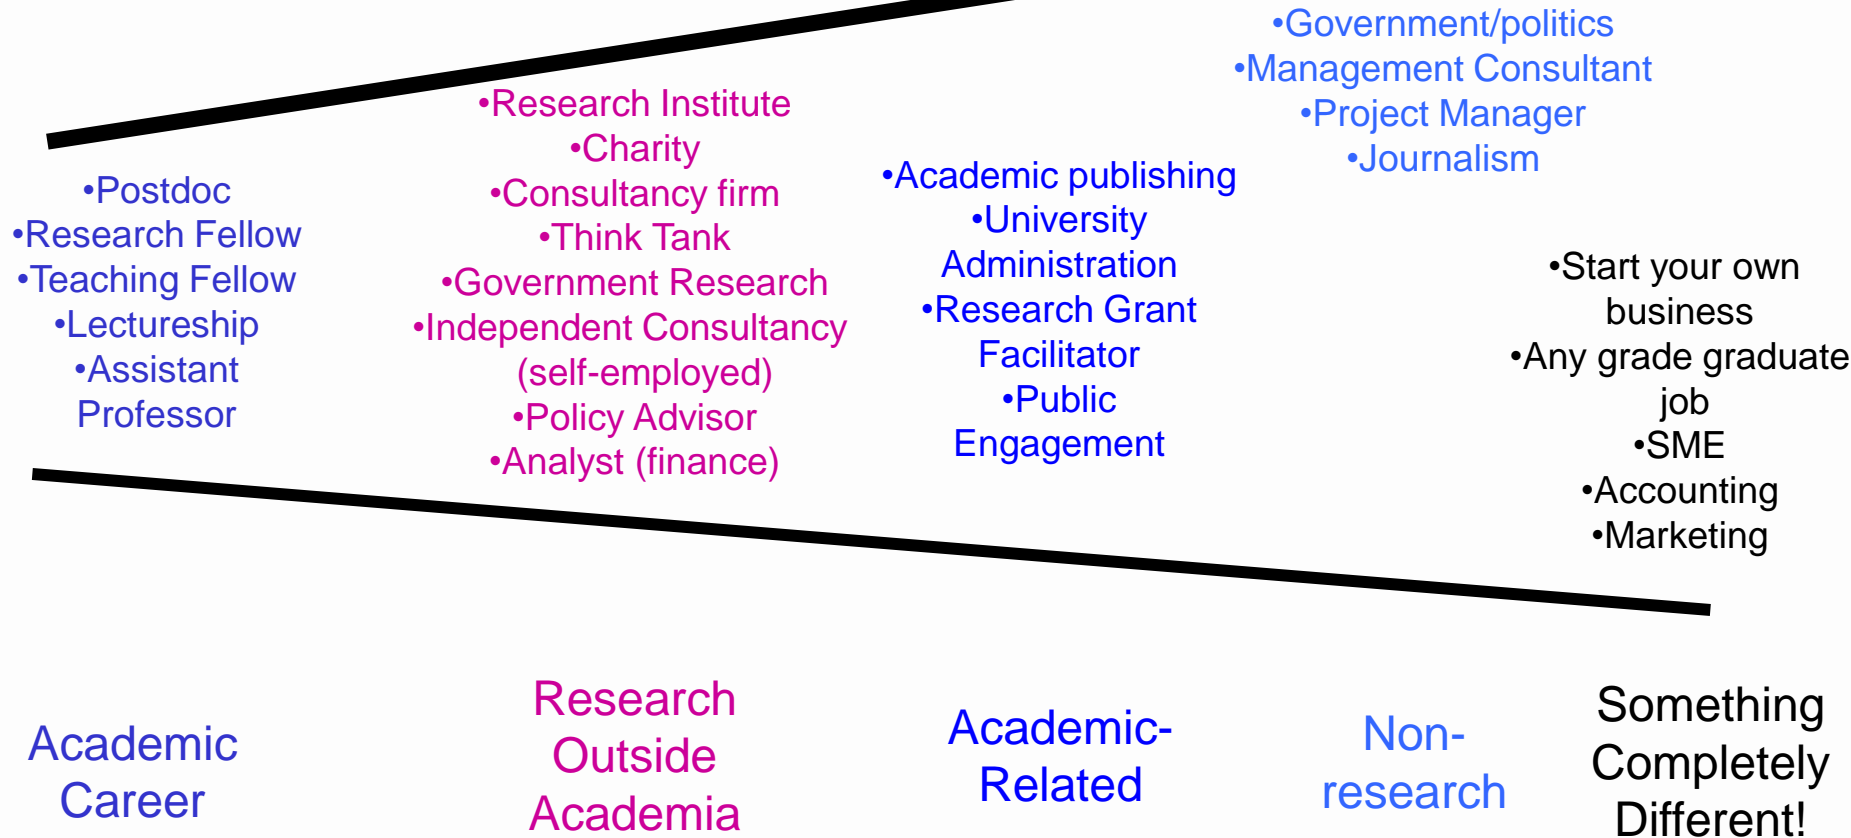 •Postdoc
•Research Fellow
•Teaching Fellow
•Lectureship
•Assistant
Professor
•Research Institute
•Charity
•Consultancy firm
•Think Tank
•Government Research
•Independent Consultancy
(self-employed)
•Policy Advisor
•Analyst (finance)
•Academic publishing
•University
Administration
•Research Grant
Facilitator
•Public
Engagement
•Government/politics
•Management Consultant
•Project Manager
•Journalism
•Start your own
business
•Any grade graduate
job
•SME
•Accounting
•Marketing
Academic
Career
Research
Outside
Academia
Academic-
Related
Non-
research
Something
Completely
Different!